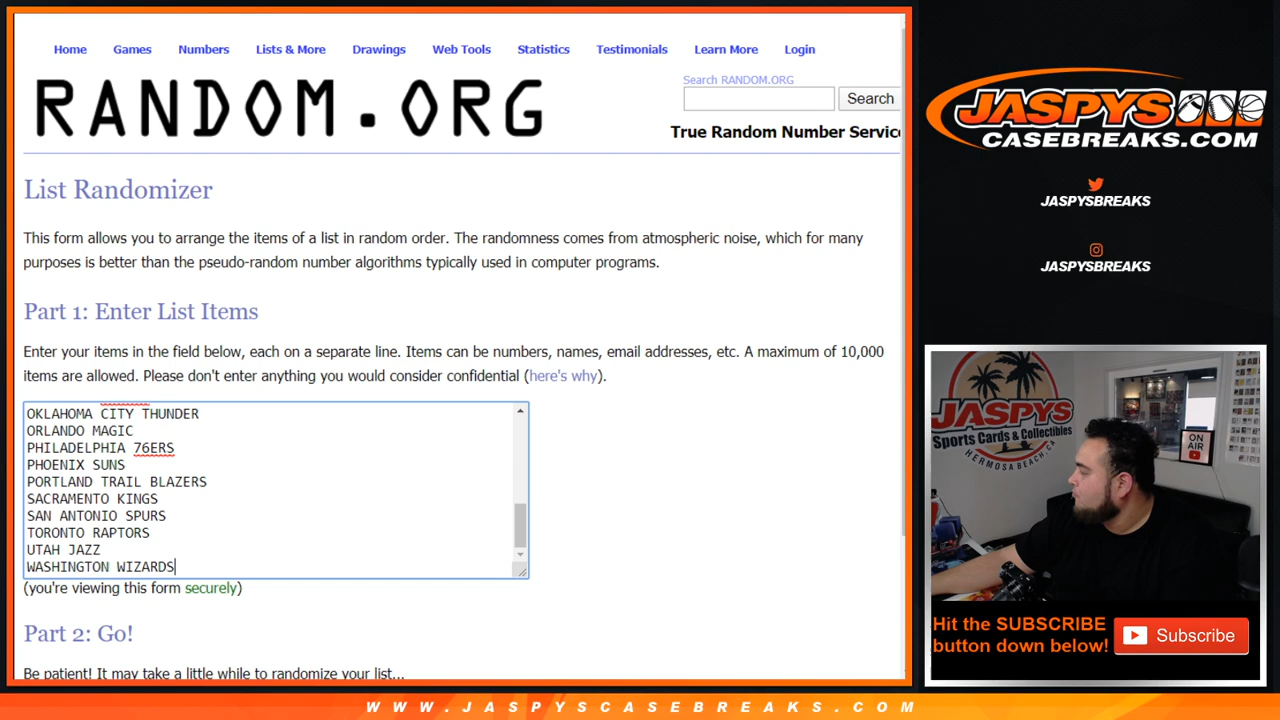 Home Games Numbers Lists & More Drawings Web Tools Statistics Testimonials Learn More Login
RANDOM.ORG
Search RANDOM.ORG
Search
True Random Number Servic
List Randomizer
This form allows you to arrange the items of a list in random order. The randomness comes from atmospheric noise, which for many
purposes is better than the pseudo-random number algorithms typically used in computer programs.
Part 1: Enter List Items
Enter your items in the field below, each on a separate line. Items can be numbers, names, email addresses, etc. A maximum of 10,000
items are allowed. Please don't enter anything you would consider confidential (here's why).
OKLAHOMA CITY THUNDER
ORLANDO MAGIC
PHILADELPHIA 76ERS
PHOENIX SUNS
PORTLAND TRAIL BLAZERS
SACRAMENTO KINGS
SAN ANTONIO SPURS
TORONTO RAPTORS
UTAH JAZZ
WASHINGTON WIZARDS
(you're viewing this form securely)
Part 2: Go!
Be patient! It may take a little while to randomize your list...
JASPYS
CASEBREAKS.COM
JASPYSBREAKS
JASPYSBREAKS
JASPYS
Sports Cards & Collectibles
HERMOSA BEACH, CA
ON
AIR
Hit the SUBSCRIBE
button down below!
Subscribe
WWW.JASPYSCASEBREAKS.COM